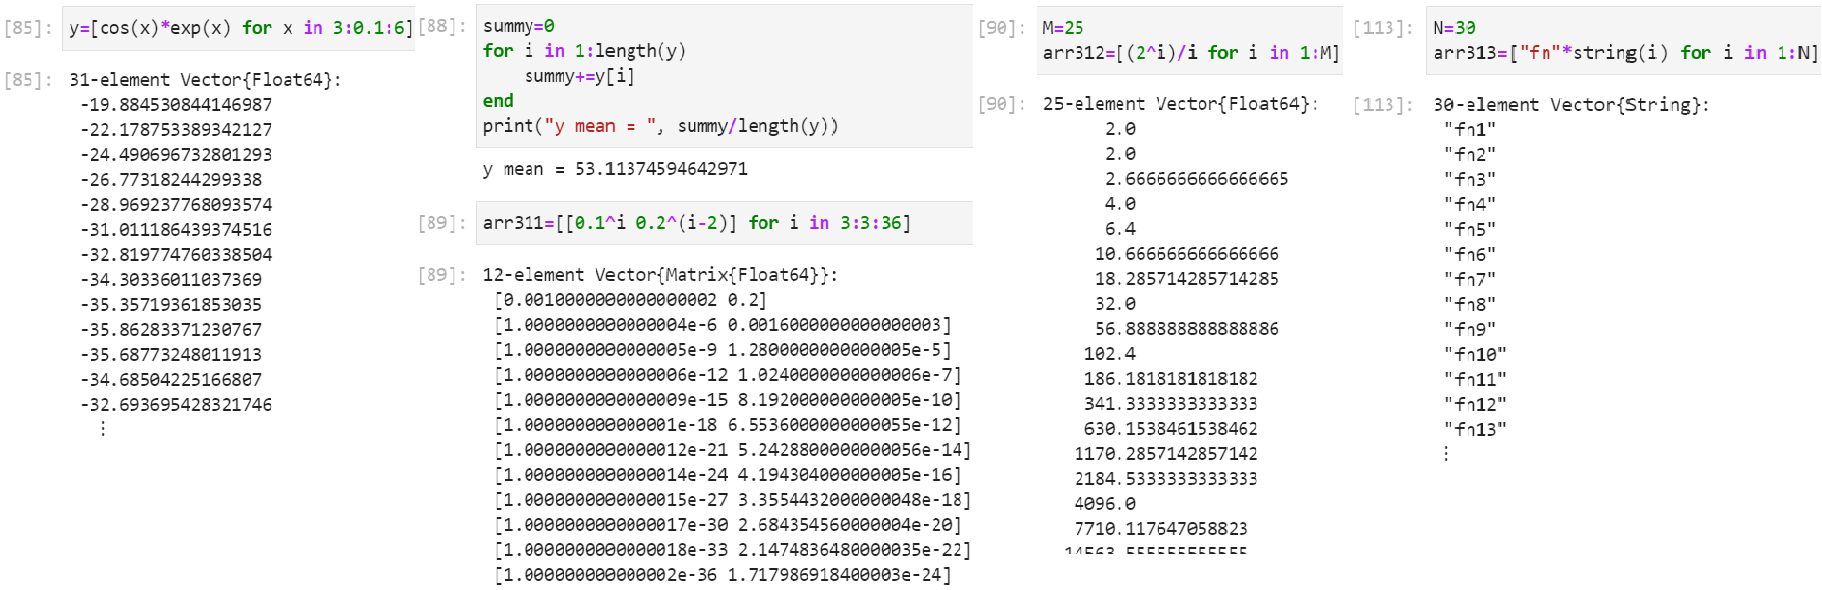 [85]: y=[cos(x)*exp(x) for x in 3:0.1:6]
[85]: 31-element Vector{Float64}:
-19.884530844146987
-22.178753389342127
-24.490696732801293
-26.77318244299338
-28.969237768093574
-31.011186439374516
-32.819774760338504
-34.30336011037369
-35.35719361853035
-35.86283371230767
-35.68773248011913
-34.68504225166807
-32.693695428321746
⋮
[88]: summy=0
for i in 1:length(y)
    summy+=y[i]
end
print("y mean = ", summy/length(y))
y mean = 53.11374594642971
[89]: arr311=[[0.1^i 0.2^(i-2)] for i in 3:3:36]
[89]: 12-element Vector{Matrix{Float64}}:
[0.0010000000000000002 0.2]
[1.0000000000000004e-6 0.0016000000000000003]
[1.0000000000000005e-9 1.2800000000000005e-5]
[1.0000000000000006e-12 1.0240000000000006e-7]
[1.0000000000000009e-15 8.192000000000005e-10]
[1.000000000000001e-18 6.5536000000000055e-12]
[1.0000000000000012e-21 5.2428800000000056e-14]
[1.0000000000000014e-24 4.194304000000005e-16]
[1.0000000000000015e-27 3.3554432000000048e-18]
[1.0000000000000017e-30 2.684354560000004e-20]
[1.0000000000000018e-33 2.1474836480000035e-22]
[1.000000000000002e-36 1.717986918400003e-24]
[90]: M=25
arr312=[(2^i)/i for i in 1:M]
[90]: 25-element Vector{Float64}:
2.0
2.0
2.6666666666666665
4.0
6.4
10.666666666666666
18.285714285714285
32.0
56.888888888888886
102.4
186.1818181818182
341.3333333333333
630.1538461538462
1170.2857142857142
2184.5333333333333
4096.0
7710.117647058823
14563.555555555555
[113]: N=30
arr313=["fn"*string(i) for i in 1:N]
[113]: 30-element Vector{String}:
"fn1"
"fn2"
"fn3"
"fn4"
"fn5"
"fn6"
"fn7"
"fn8"
"fn9"
"fn10"
"fn11"
"fn12"
"fn13"
⋮